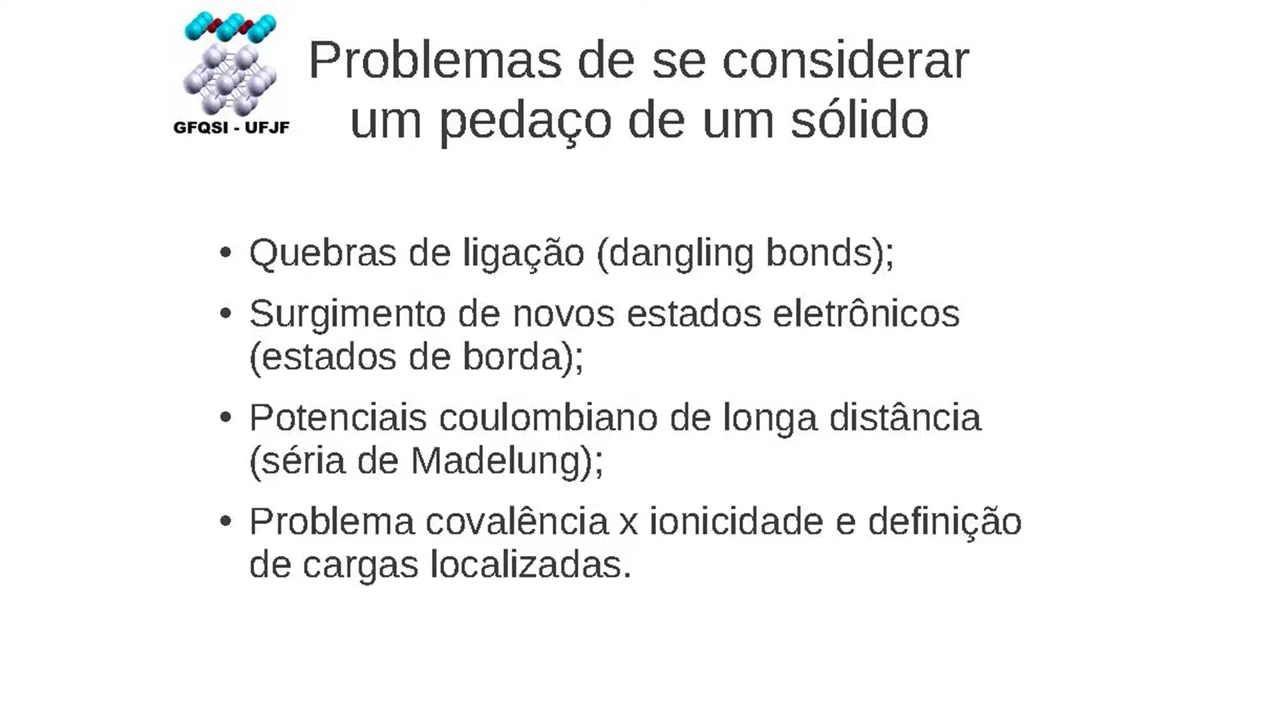 GFQSI - UFJF
Problemas de se considerar
um pedaço de um sólido
• Quebras de ligação (dangling bonds);
• Surgimento de novos estados eletrônicos
(estados de borda);
• Potenciais coulombiano de longa distância
(séria de Madelung);
• Problema covalência x ionicidade e definição
de cargas localizadas.